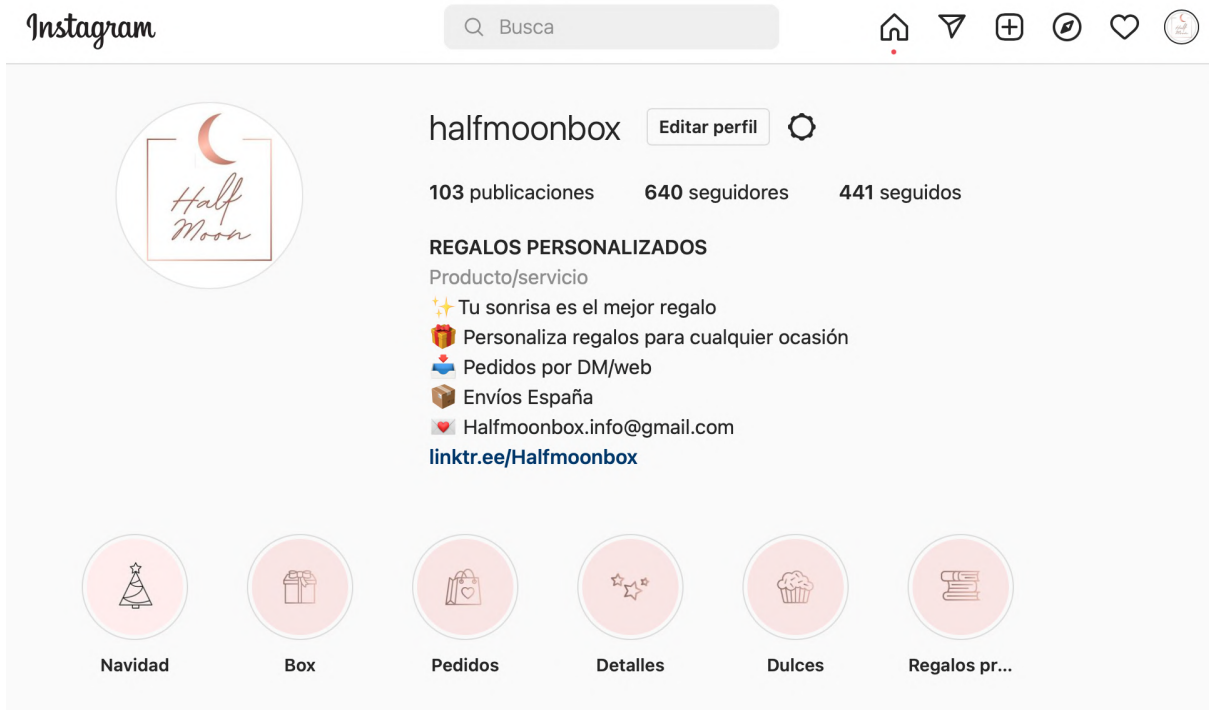 Instagram
Busca
Half
Moon
halfmoonbox
Editar perfil
103 publicaciones 640 seguidores 441 seguidos
REGALOS PERSONALIZADOS
Producto/servicio
✨Tu sonrisa es el mejor regalo
🎁 Personaliza regalos para cualquier ocasión
📥 Pedidos por DM/web
📦 Envíos España
💌 Halfmoonbox.info@gmail.com
linktr.ee/Halfmoonbox
Navidad Box Pedidos Detalles Dulces Regalos pr...